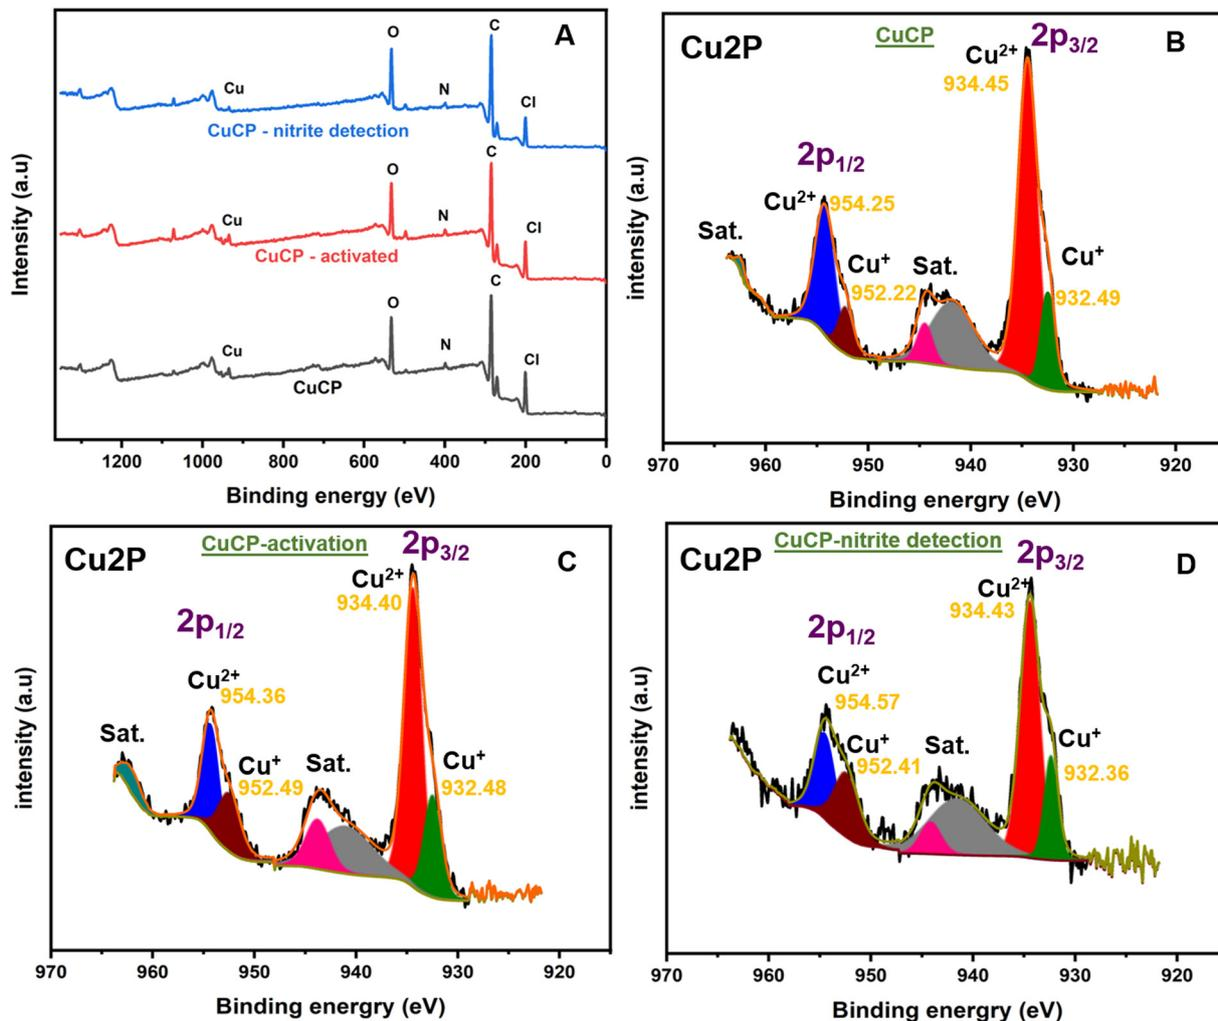 A
O
C
Cu
N
Cl
CuCP - nitrite detection
O
C
Cu
N
Cl
CuCP - activated
O
C
Cu
N
Cl
CuCP
Intensity (a.u)
1200 1000 800 600 400 200 0
Binding energy (eV)
B
Cu2P
CuCP
2p3/2
Cu2+
934.45
2p1/2
Cu2+ 954.25
Sat.
Cu+
952.22
Sat.
Cu+
932.49
intensity (a.u)
970 960 950 940 930 920
Binding energry (eV)
C
Cu2P
CuCP-activation
2p3/2
Cu2+
934.40
2p1/2
Cu2+
954.36
Sat.
Cu+
952.49
Sat.
Cu+
932.48
intensity (a.u)
970 960 950 940 930
Binding energry (eV)
D
Cu2P
CuCP-nitrite detection
2p3/2
Cu2+
934.43
2p1/2
Cu2+
954.57
Cu+
952.41
Sat.
Cu+
932.36
intensity (a.u)
970 960 950 940 930 920
Binding energry (eV)